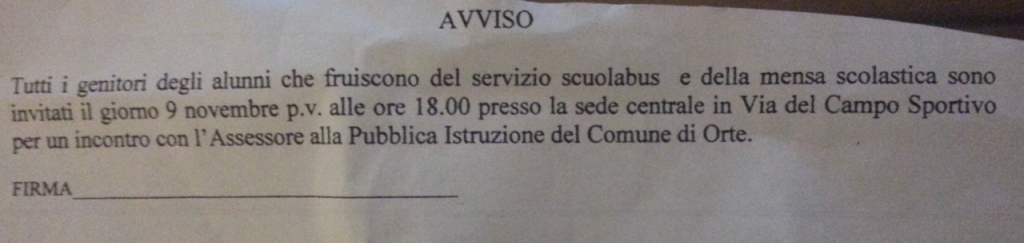 AVVISO
Tutti i genitori degli alunni che fruiscono del servizio scuolabus e della mensa scolastica sono
invitati il giorno 9 novembre p.v. alle ore 18.00 presso la sede centrale in Via del Campo Sportivo
per un incontro con l'Assessore alla Pubblica Istruzione del Comune di Orte.
FIRMA